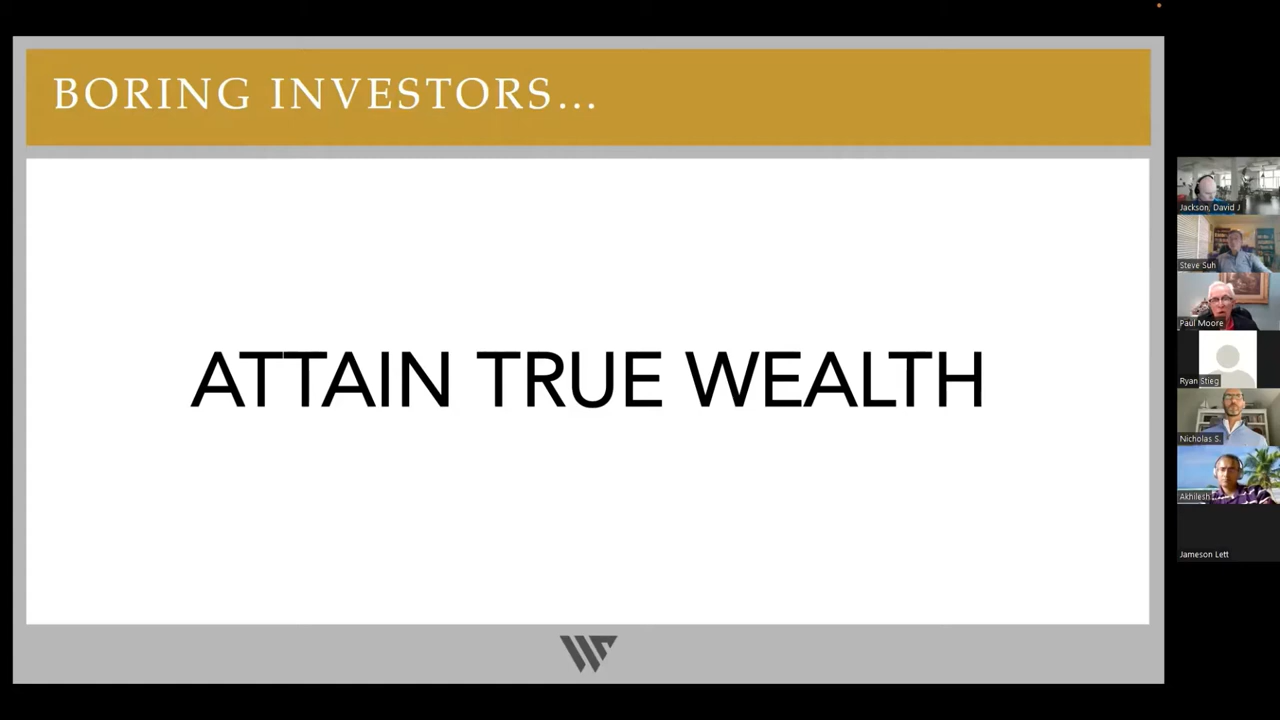 BORING INVESTORS...
ATTAIN TRUE WEALTH
Jackson, David J
Steve Suh
Paul Moore
Ryan Stieg
Nicholas S.
Akhilesh
Jameson Lett